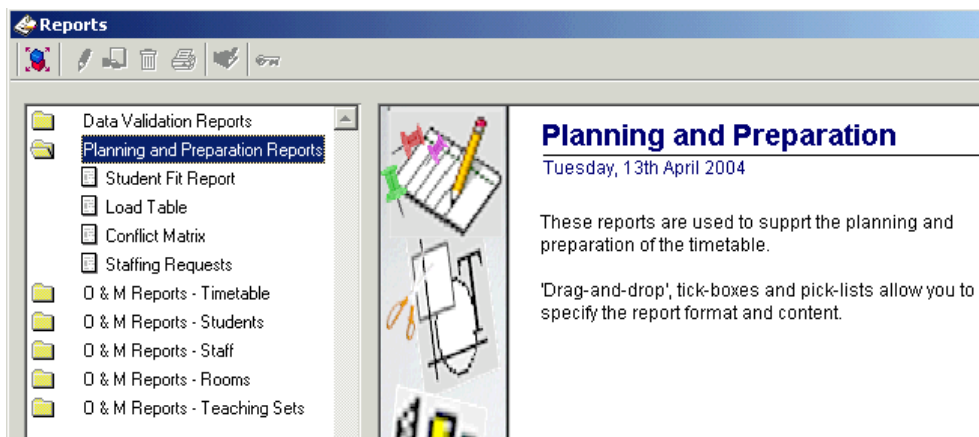 Reports
Data Validation Reports
Planning and Preparation Reports
Student Fit Report
Load Table
Conflict Matrix
Staffing Requests
O & M Reports - Timetable
O & M Reports - Students
O & M Reports - Staff
O & M Reports - Rooms
O & M Reports - Teaching Sets
Planning and Preparation
Tuesday, 13th April 2004
These reports are used to supprt the planning and
preparation of the timetable.
'Drag-and-drop', tick-boxes and pick-lists allow you to
specify the report format and content.